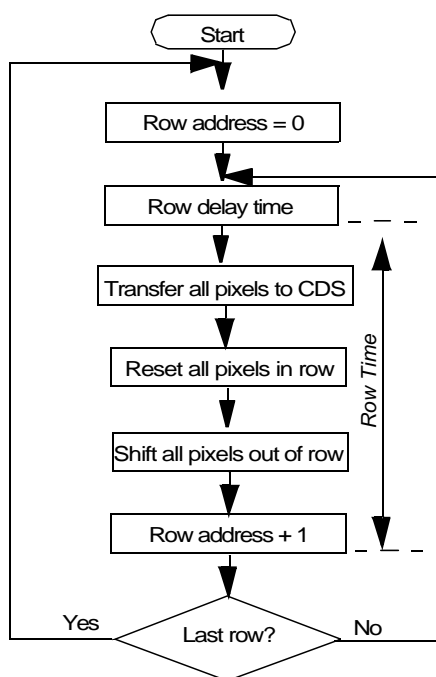 Start
Row address = 0
Row delay time
Transfer all pixels to CDS
Reset all pixels in row
Row Time
Shift all pixels out of row
Row address + 1
Yes
Last row?
No